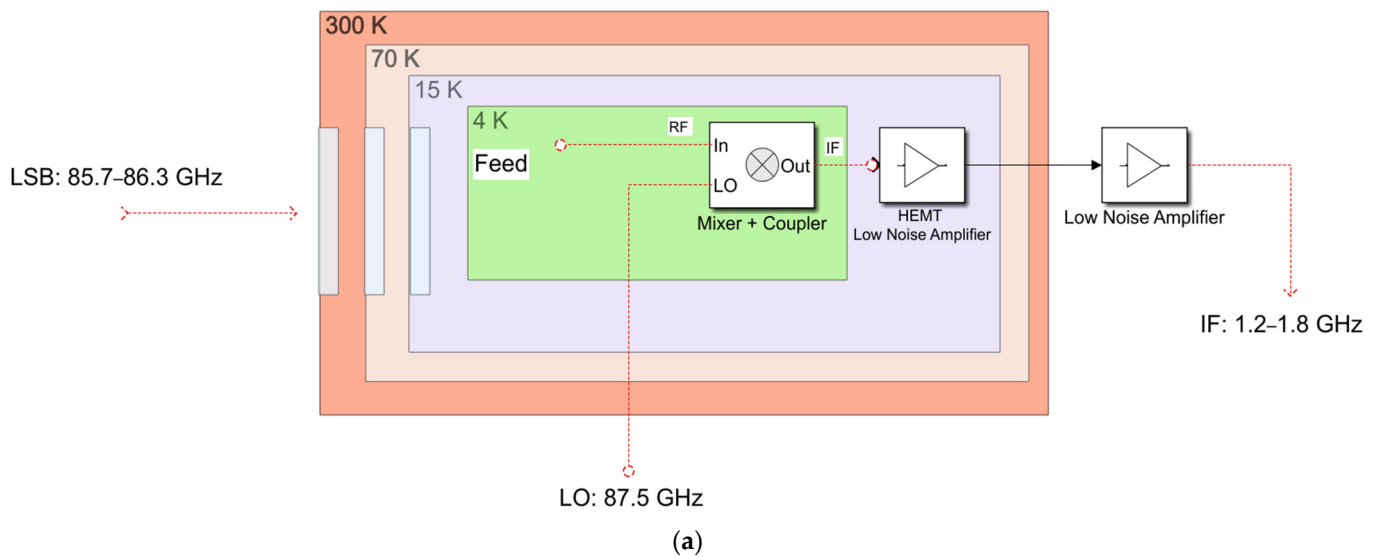 300 K
70 K
15 K
4 K
RF
In
IF
Feed
Out
LSB: 85.7–86.3 GHz
LO
Mixer + Coupler
HEMT
Low Noise Amplifier
Low Noise Amplifier
IF: 1.2–1.8 GHz
LO: 87.5 GHz
(a)